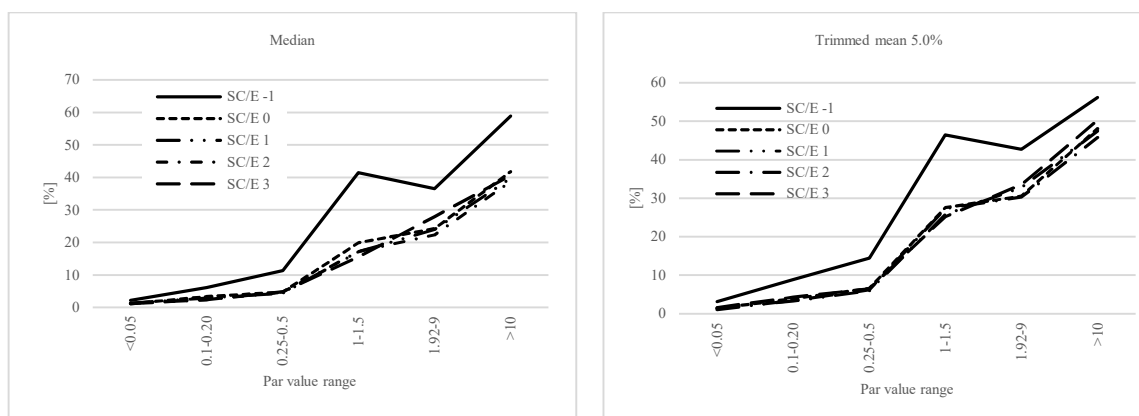 Median
70
60
50
40
30
20
10
0
[%]
SC/E -1
SC/E 0
SC/E 1
SC/E 2
SC/E 3
<0.05
0.1-0.20
0.25-0.5
1-1.5
1.92-9
>10
Par value range
Trimmed mean 5.0%
60
50
40
30
20
10
0
[%]
SC/E -1
SC/E 0
SC/E 1
SC/E 2
SC/E 3
<0.05
0.1-0.20
0.25-0.5
1-1.5
1.92-9
>10
Par value range